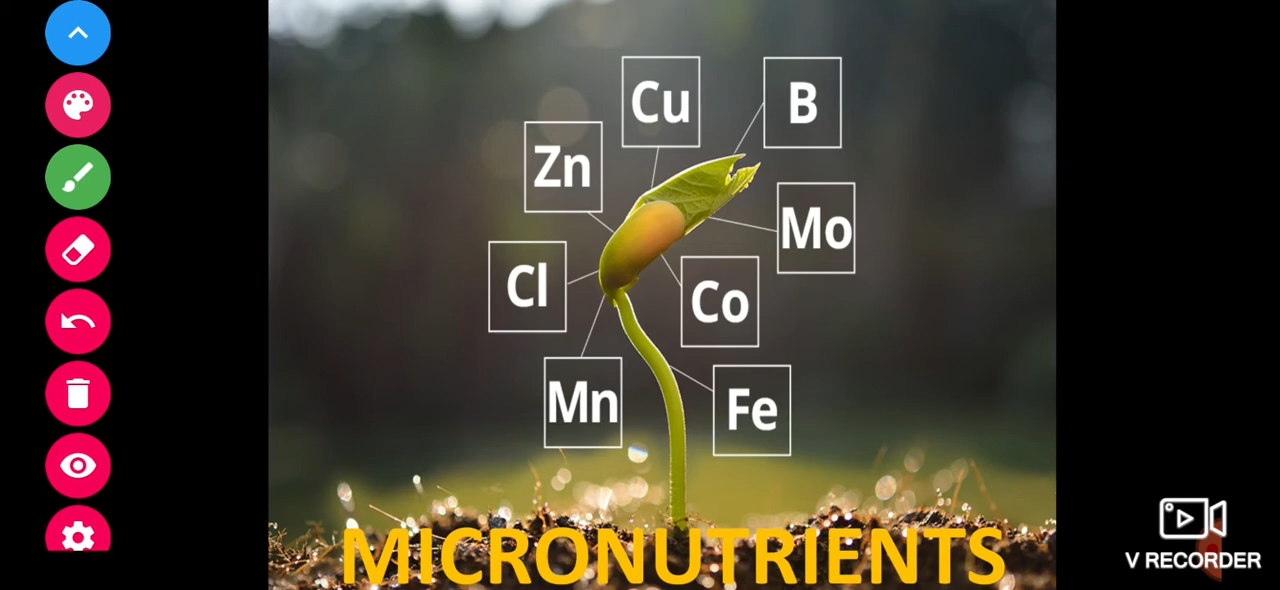 Cu
B
Zn
Mo
Cl
Co
Mn
Fe
MICRONUTRIENTS
V RECORDER